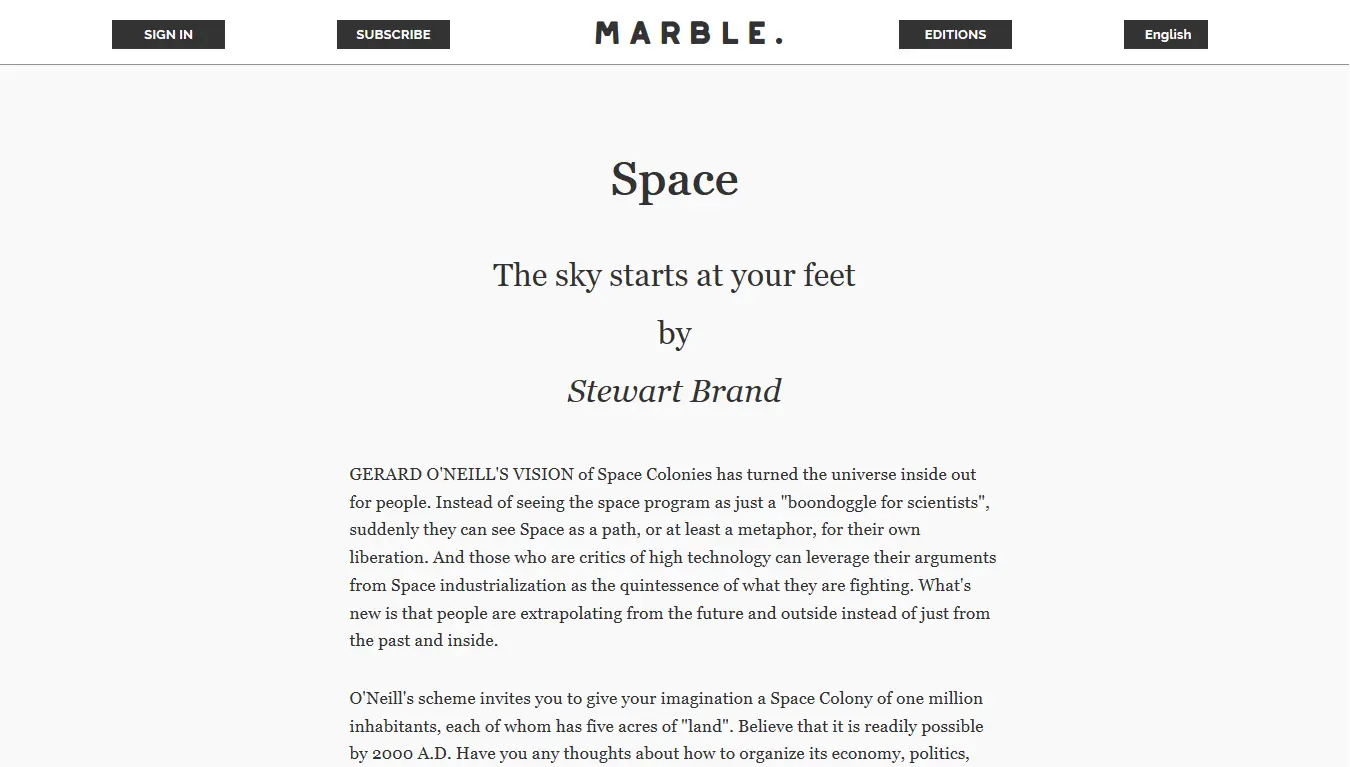 SIGN IN
SUBSCRIBE
MARBLE.
EDITIONS
English
Space
The sky starts at your feet
by
Stewart Brand
GERARD O'NEILL'S VISION of Space Colonies has turned the universe inside out
for people. Instead of seeing the space program as just a "boondoggle for scientists",
suddenly they can see Space as a path, or at least a metaphor, for their own
liberation. And those who are critics of high technology can leverage their arguments
from Space industrialization as the quintessence of what they are fighting. What's
new is that people are extrapolating from the future and outside instead of just from
the past and inside.
O'Neill's scheme invites you to give your imagination a Space Colony of one million
inhabitants, each of whom has five acres of "land". Believe that it is readily possible
by 2000 A.D. Have you any thoughts about how to organize its economy, politics,